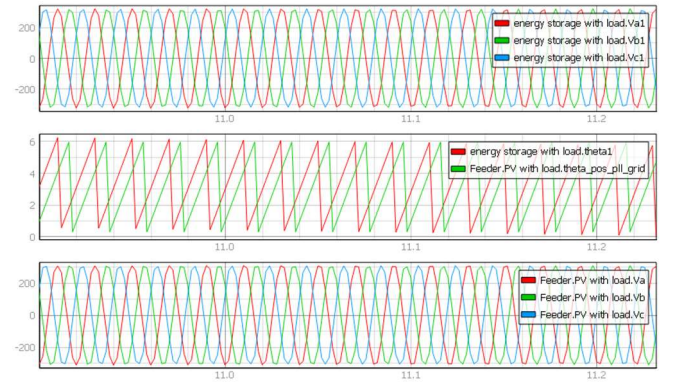 200
0
-200
energy storage with load.Va1
energy storage with load.Vb1
energy storage with load.Vc1
11.0 11.1 11.2
6
4
2
0
energy storage with load.theta1
Feeder.PV with load.theta_pos_pll_grid
11.0 11.1 11.2
200
0
-200
Feeder.PV with load.Va
Feeder.PV with load.Vb
Feeder.PV with load.Vc
11.0 11.1 11.2